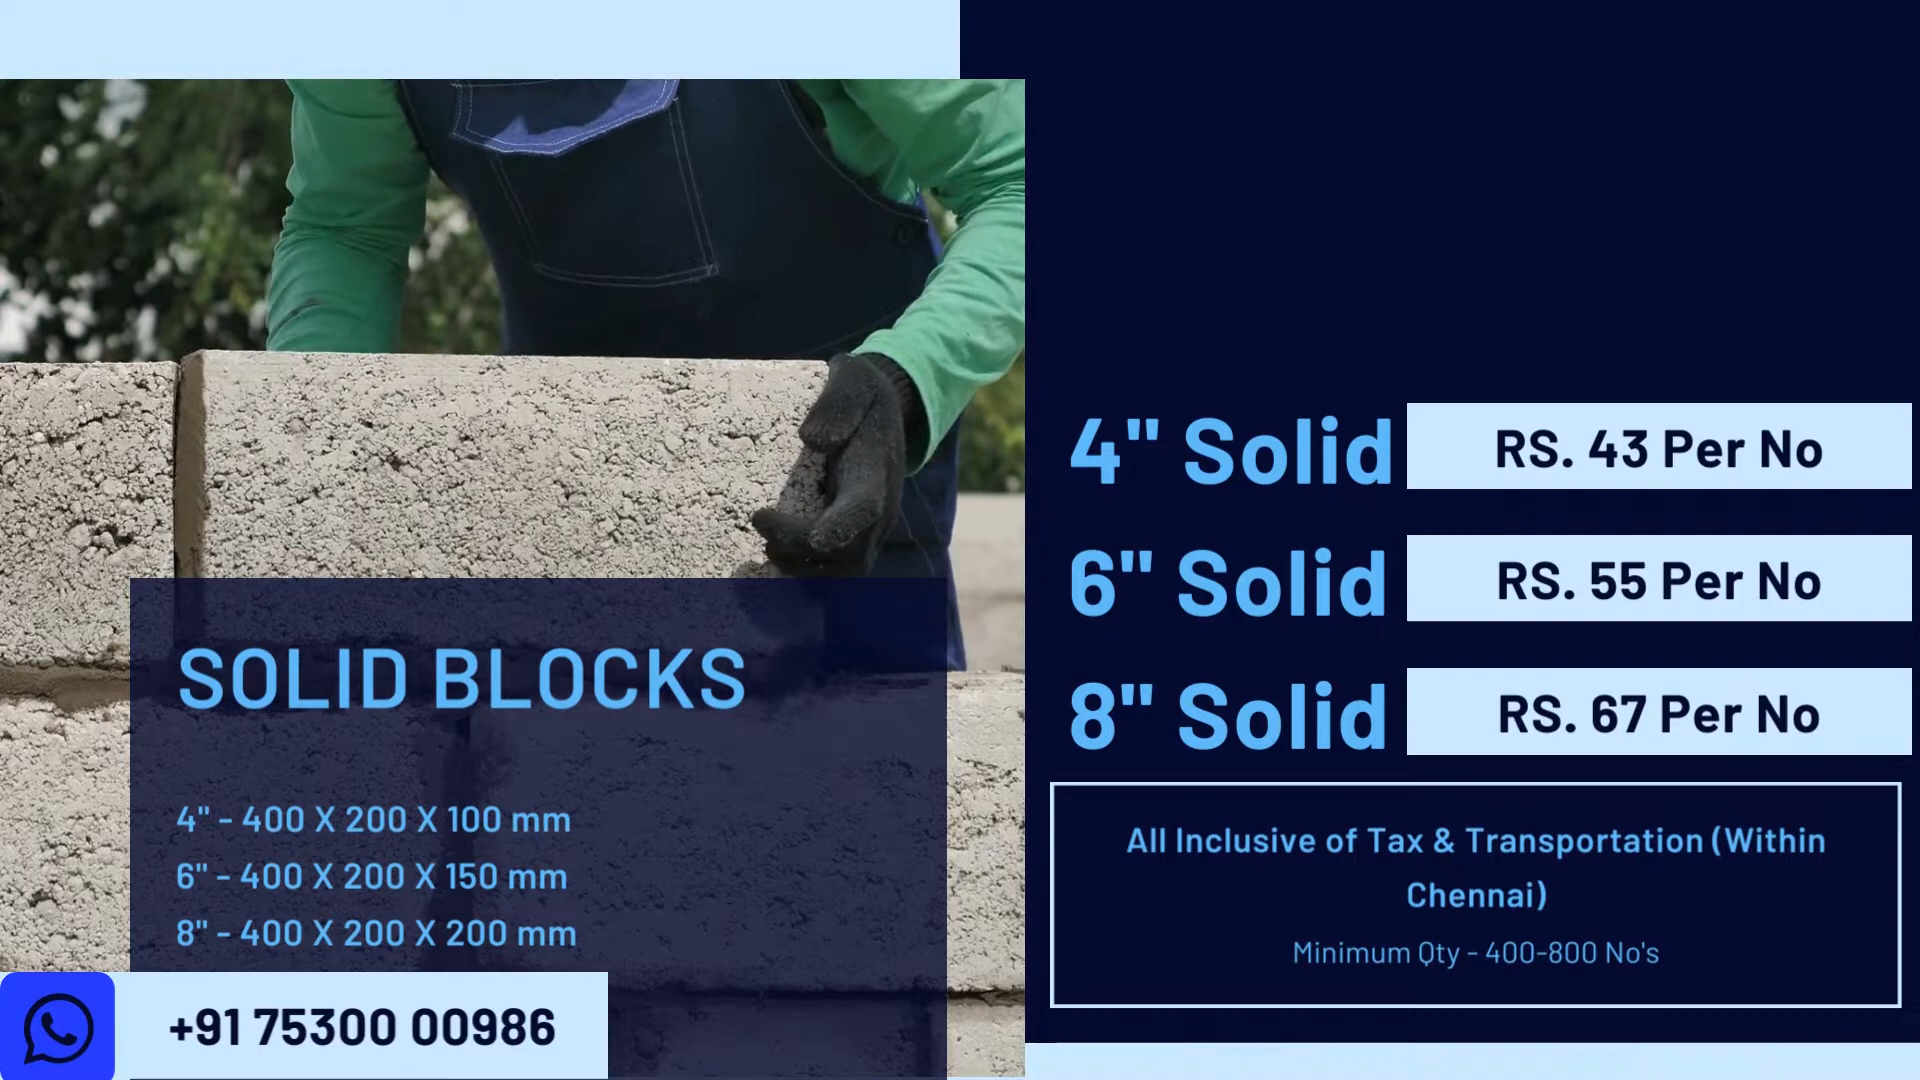 SOLID BLOCKS
4" - 400 X 200 X 100 mm
6" - 400 X 200 X 150 mm
8" - 400 X 200 X 200 mm
+91 75300 00986
4" Solid RS. 43 Per No
6" Solid RS. 55 Per No
8" Solid RS. 67 Per No
All Inclusive of Tax & Transportation (Within
Chennai)
Minimum Qty - 400-800 No's